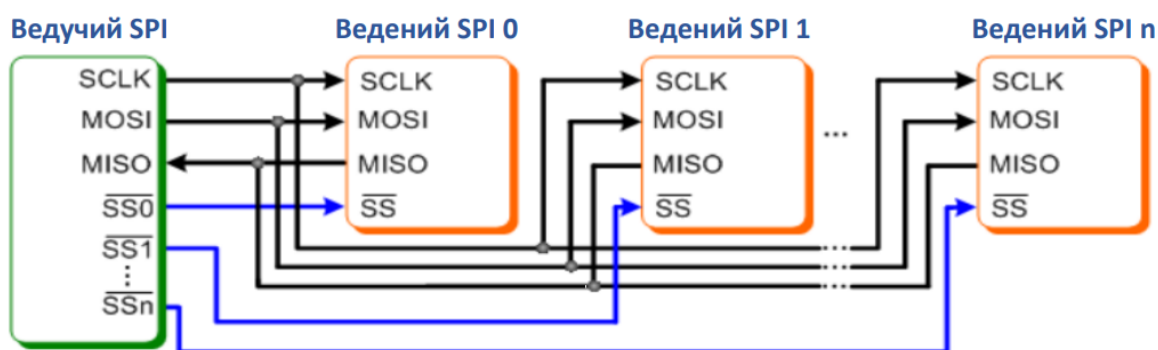 Ведучий SPI
Ведений SPI 0
Ведений SPI 1
Ведений SPI n
SCLK
MOSI
MISO
SS0
SS1
⋮
SSn
SCLK
MOSI
MISO
SS
SCLK
MOSI
MISO
SS
...
SCLK
MOSI
MISO
SS